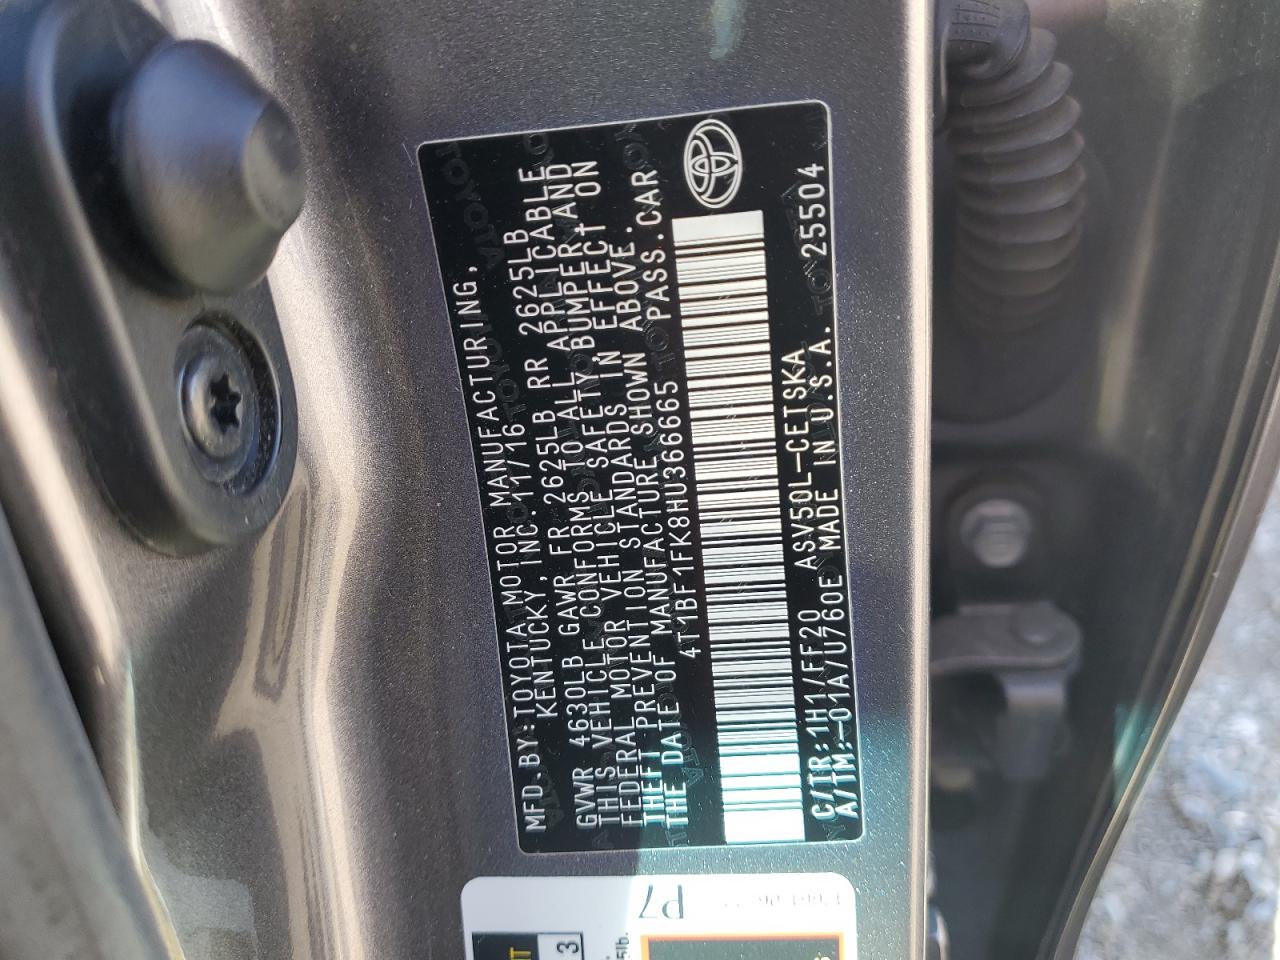 MFD.BY:TOYOTA MOTOR MANUFACTURING,
KENTUCKY, INC. 11/16
GVWR 4630LB GAWR FR 2625LB RR 2625LB
THIS VEHICLE CONFORMS TO ALL APPLICABLE
FEDERAL MOTOR VEHICLE SAFETY, BUMPER, AND
THEFT PREVENTION STANDARDS IN EFFECT ON
THE DATE OF MANUFACTURE SHOWN ABOVE.
4T1BF1FK8HU366665 PASS.CAR
C/TR:1H1/FF20 ASV50L-CETSKA
A/TM:-01A/U760E MADE IN U.S.A. 25504
P7
3